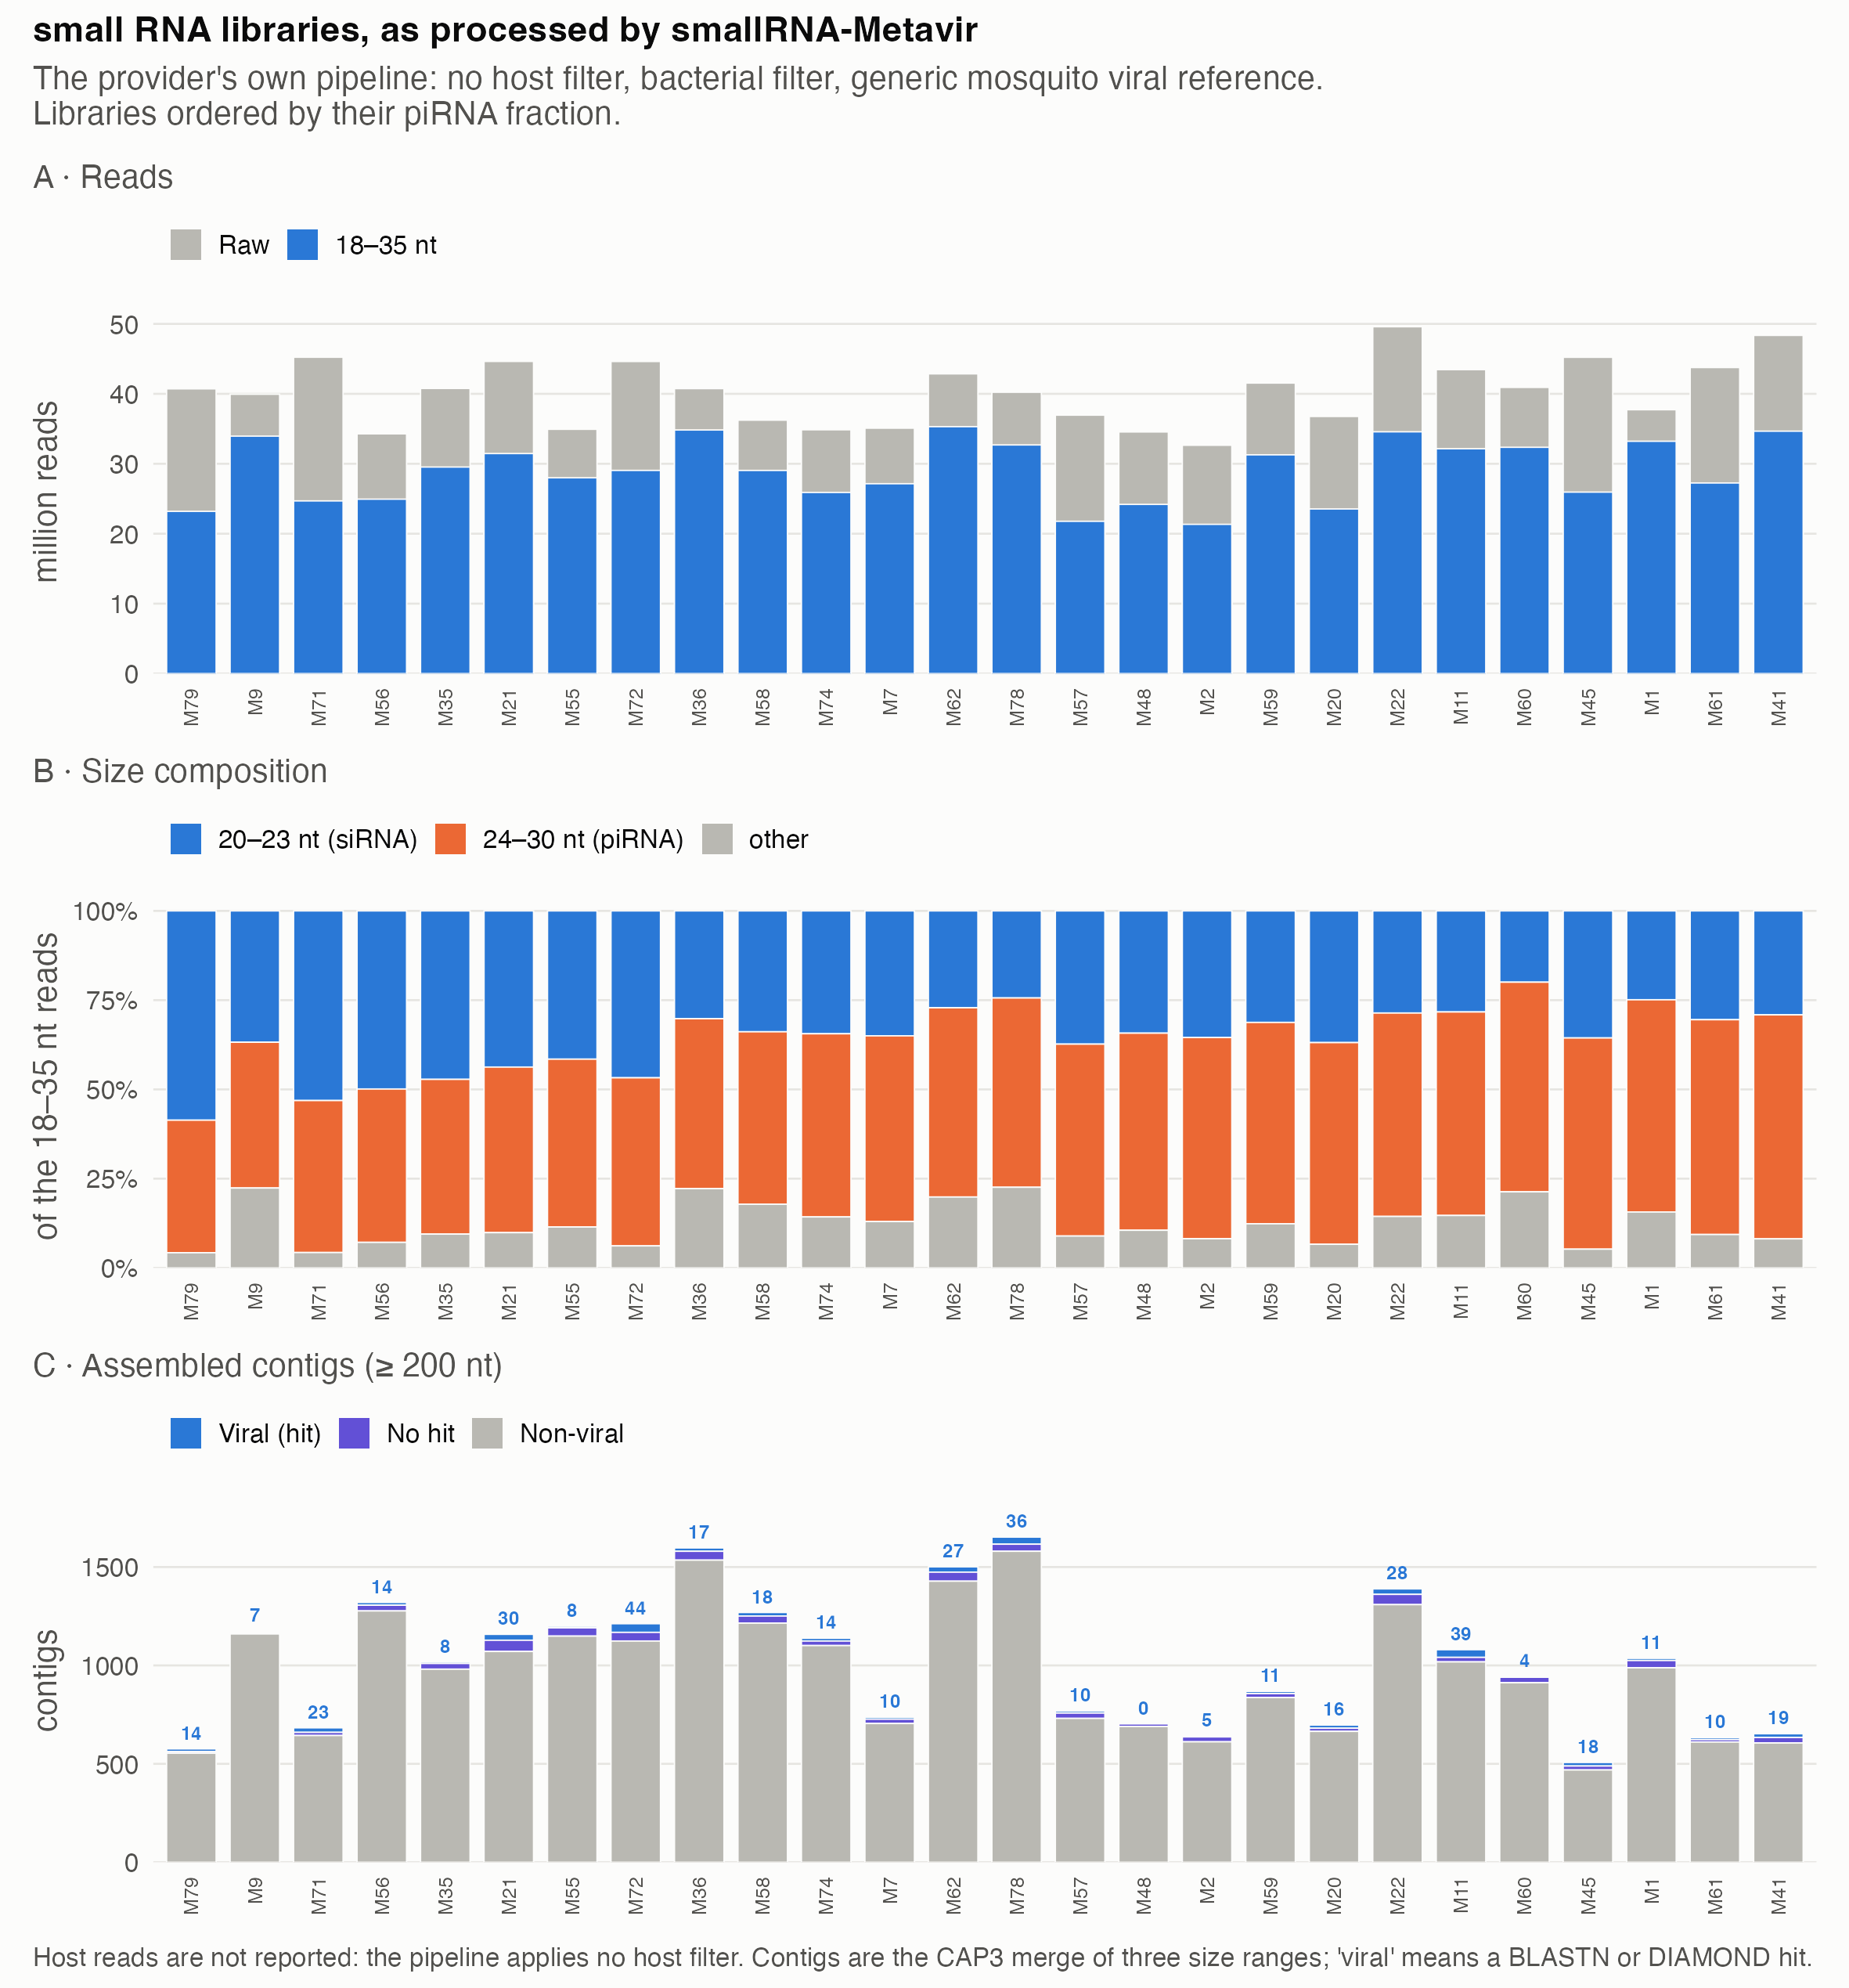 small RNA libraries, as processed by smallRNA-Metavir
The provider's own pipeline: no host filter, bacterial filter, generic mosquito viral reference.
Libraries ordered by their piRNA fraction.
A · Reads
Raw 18–35 nt
million reads
50
40
30
20
10
0
M79 M9 M71 M56 M35 M21 M55 M72 M36 M58 M74 M7 M62 M78 M57 M48 M2 M59 M20 M22 M11 M60 M45 M1 M61 M41
B · Size composition
20–23 nt (siRNA) 24–30 nt (piRNA) other
of the 18–35 nt reads
100%
75%
50%
25%
0%
M79 M9 M71 M56 M35 M21 M55 M72 M36 M58 M74 M7 M62 M78 M57 M48 M2 M59 M20 M22 M11 M60 M45 M1 M61 M41
C · Assembled contigs (≥ 200 nt)
Viral (hit) No hit Non-viral
contigs
1500
1000
500
0
14 7 23 14 8 30 8 44 17 18 14 10 27 36 10 0 5 11 16 28 39 4 18 11 10 19
M79 M9 M71 M56 M35 M21 M55 M72 M36 M58 M74 M7 M62 M78 M57 M48 M2 M59 M20 M22 M11 M60 M45 M1 M61 M41
Host reads are not reported: the pipeline applies no host filter. Contigs are the CAP3 merge of three size ranges; 'viral' means a BLASTN or DIAMOND hit.